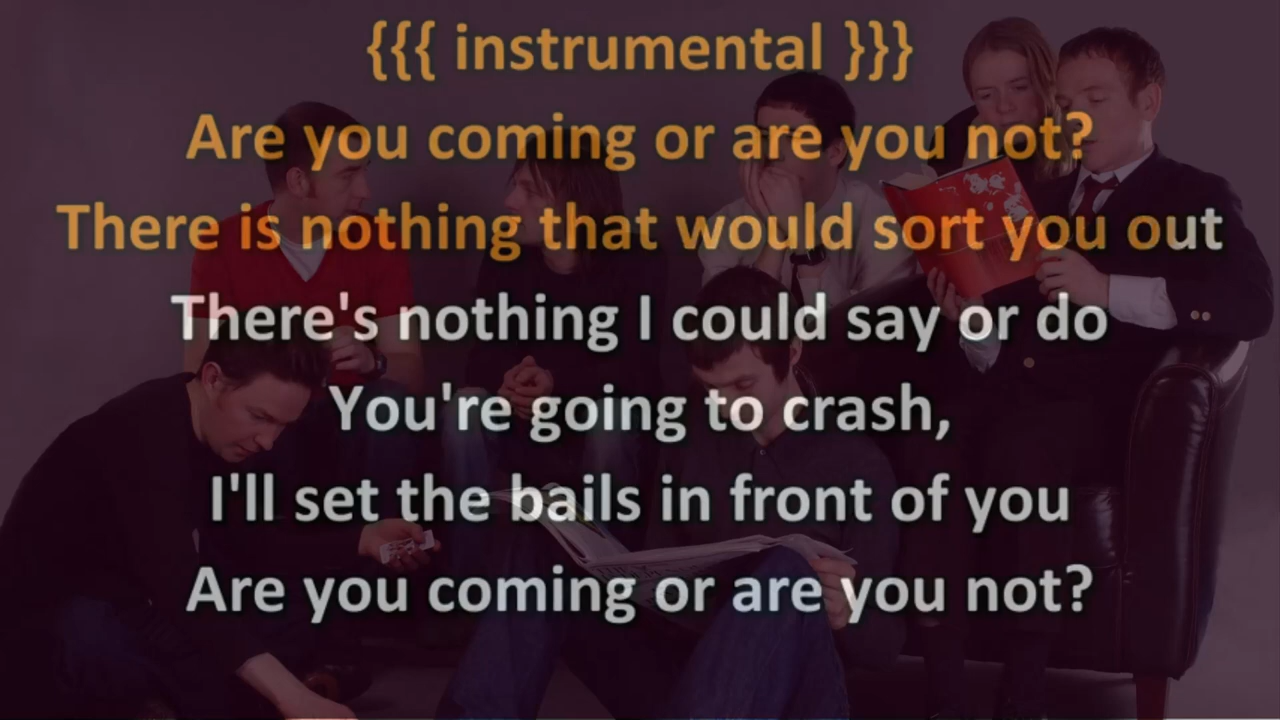 {{{ instrumental }}}
Are you coming or are you not?
There is nothing that would sort you out
There's nothing I could say or do
You're going to crash,
I'll set the bails in front of you
Are you coming or are you not?